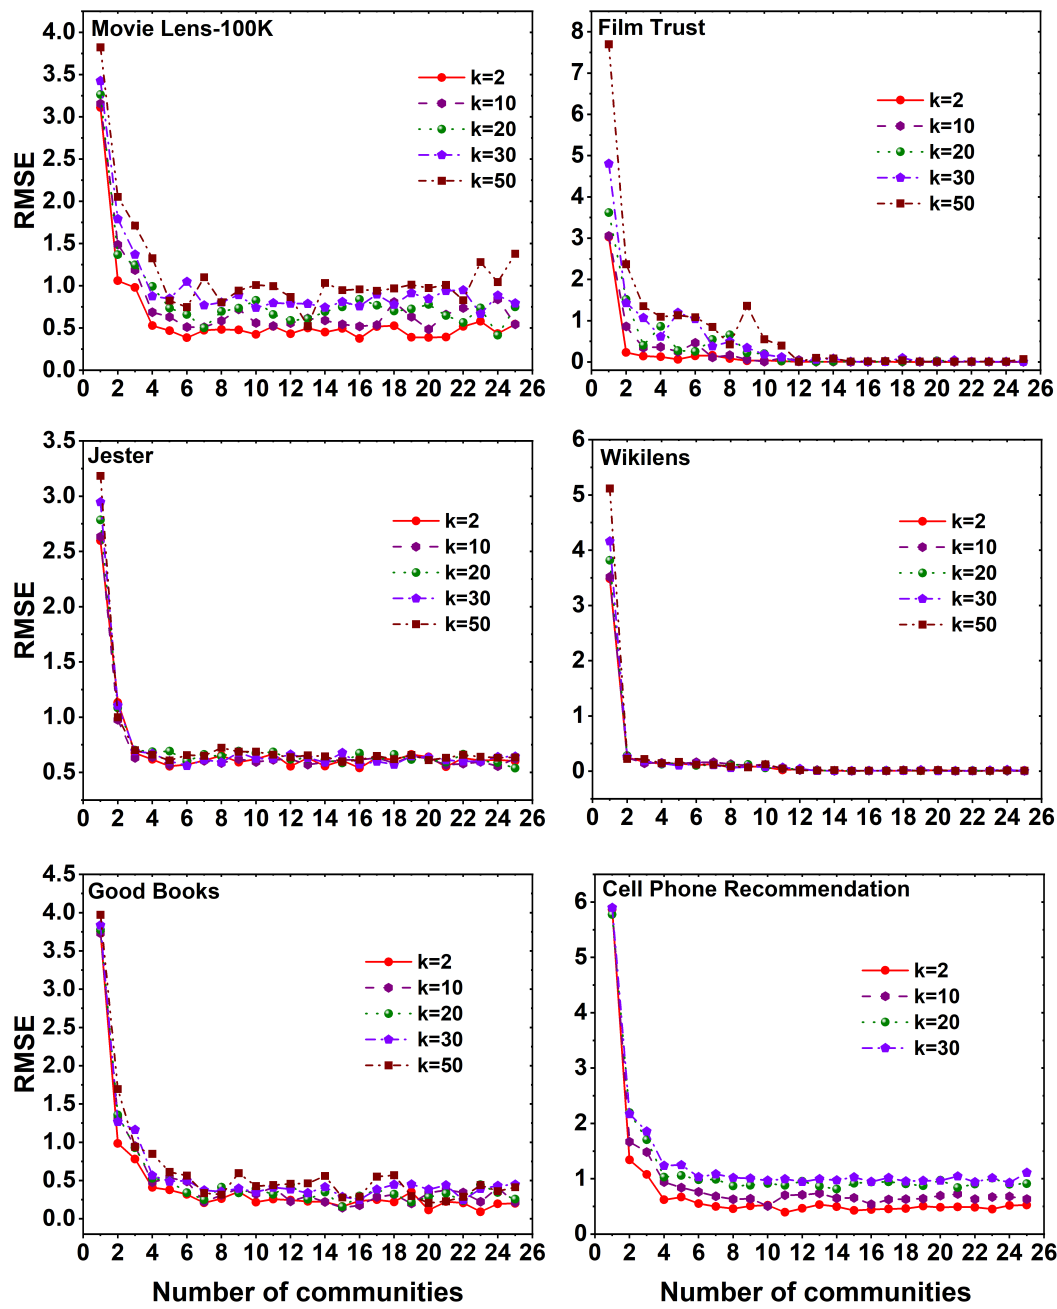 Movie Lens-100K
RMSE
4.0
3.5
3.0
2.5
2.0
1.5
1.0
0.5
0.0
k=2
k=10
k=20
k=30
k=50
0 2 4 6 8 10 12 14 16 18 20 22 24 26
Film Trust
8
7
6
5
4
3
2
1
0
k=2
k=10
k=20
k=30
k=50
0 2 4 6 8 10 12 14 16 18 20 22 24 26
Jester
RMSE
3.5
3.0
2.5
2.0
1.5
1.0
0.5
k=2
k=10
k=20
k=30
k=50
0 2 4 6 8 10 12 14 16 18 20 22 24 26
Wikilens
6
5
4
3
2
1
0
k=2
k=10
k=20
k=30
k=50
0 2 4 6 8 10 12 14 16 18 20 22 24 26
Good Books
RMSE
4.5
4.0
3.5
3.0
2.5
2.0
1.5
1.0
0.5
0.0
k=2
k=10
k=20
k=30
k=50
0 2 4 6 8 10 12 14 16 18 20 22 24 26
Number of communities
Cell Phone Recommendation
6
5
4
3
2
1
0
k=2
k=10
k=20
k=30
0 2 4 6 8 10 12 14 16 18 20 22 24 26
Number of communities